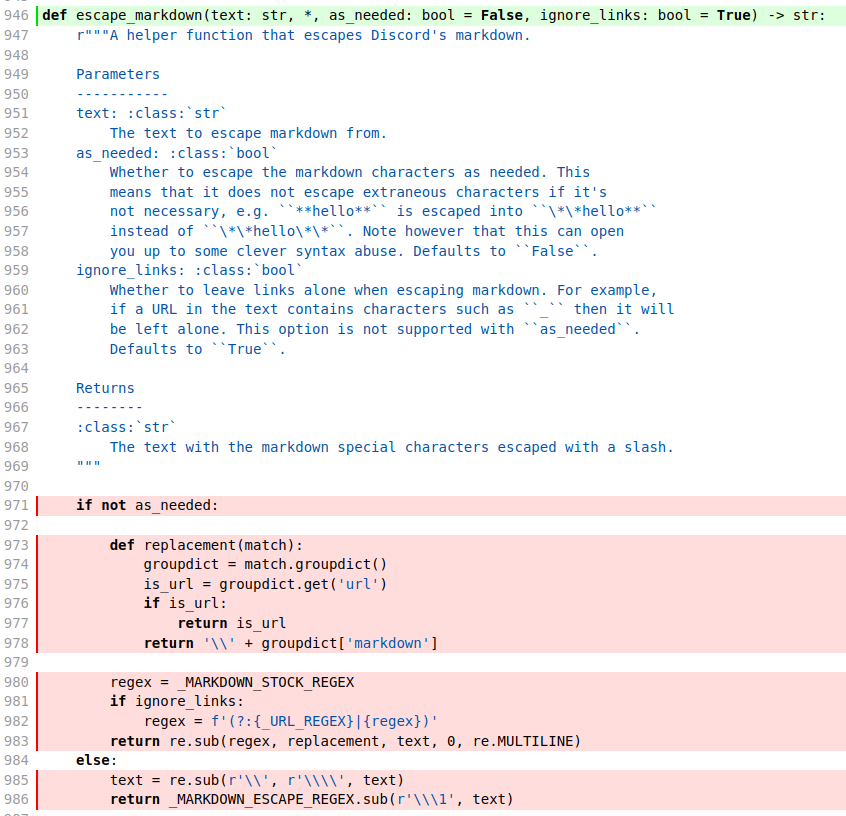 946 def escape_markdown(text: str, *, as_needed: bool = False, ignore_links: bool = True) -> str:
947     r"""A helper function that escapes Discord's markdown.
948
949     Parameters
950     -----------
951     text: :class:`str`
952         The text to escape markdown from.
953     as_needed: :class:`bool`
954         Whether to escape the markdown characters as needed. This
955         means that it does not escape extraneous characters if it's
956         not necessary, e.g. ``**hello**`` is escaped into ``\*\*hello**``
957         instead of ``\*\*hello\*\*``. Note however that this can open
958         you up to some clever syntax abuse. Defaults to ``False``.
959     ignore_links: :class:`bool`
960         Whether to leave links alone when escaping markdown. For example,
961         if a URL in the text contains characters such as ``_`` then it will
962         be left alone. This option is not supported with ``as_needed``.
963         Defaults to ``True``.
964
965     Returns
966     --------
967     :class:`str`
968         The text with the markdown special characters escaped with a slash.
969     """
970
971     if not as_needed:
972
973         def replacement(match):
974             groupdict = match.groupdict()
975             is_url = groupdict.get('url')
976             if is_url:
977                 return is_url
978             return '\\' + groupdict['markdown']
979
980         regex = _MARKDOWN_STOCK_REGEX
981         if ignore_links:
982             regex = f'(?:{_URL_REGEX}|{regex})'
983         return re.sub(regex, replacement, text, 0, re.MULTILINE)
984     else:
985         text = re.sub(r'\\', r'\\\\', text)
986         return _MARKDOWN_ESCAPE_REGEX.sub(r'\\\1', text)